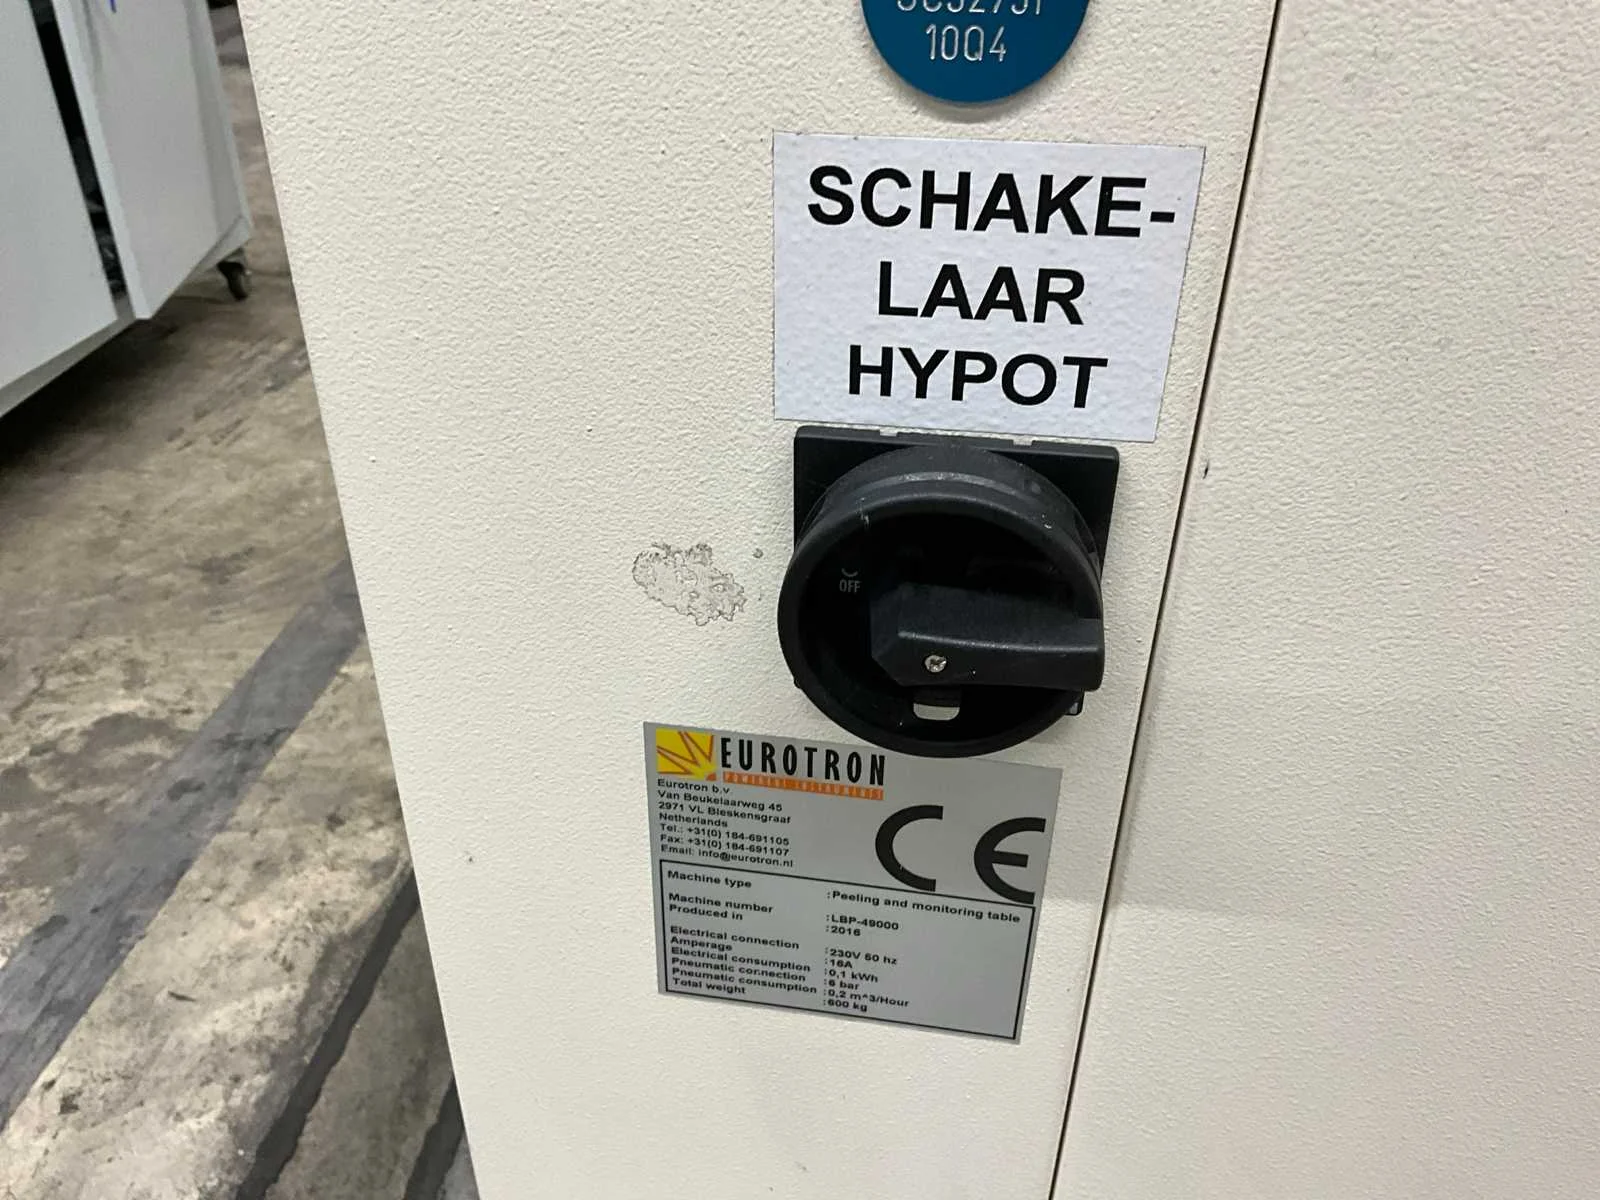 10Q4
SCHAKE-
LAAR
HYPOT
OFF
EUROTRON
POWERFUL INSTRUMENTS
Eurotron b.v.
Van Beukelaarweg 45
2971 VL Bleskensgraaf
Netherlands
Tel.: +31(0) 184-691105
Fax: +31(0) 184-691107
Email: info@eurotron.nl
CE
Machine type :Peeling and monitoring table
Machine number :LBP-49000
Produced in :2016
Electrical connection :230V 50 hz
Amperage :16A
Electrical consumption :0,1 kWh
Pneumatic connection :6 bar
Pneumatic consumption :0,2 m^3/Hour
Total weight :600 kg